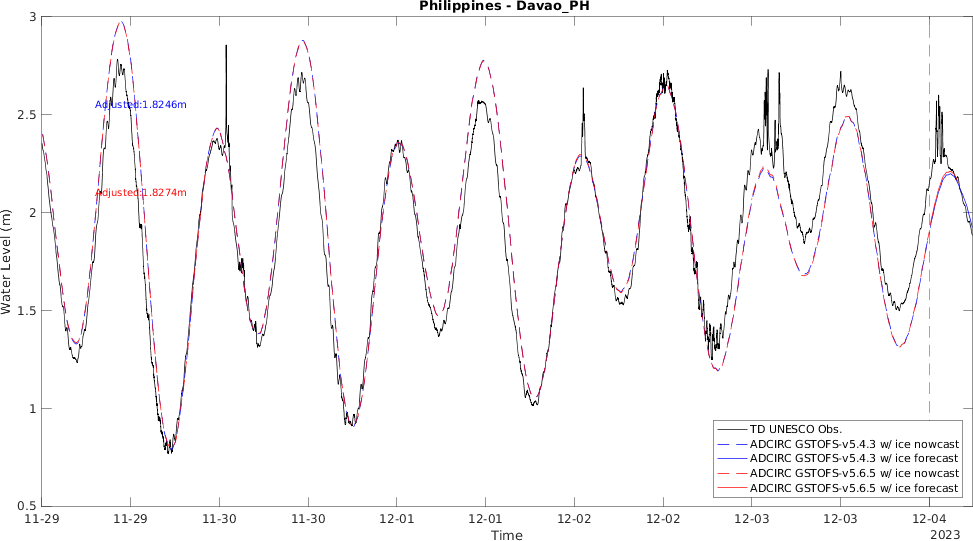 Philippines - Davao_PH
3
2.5
2
1.5
1
0.5
Water Level (m)
Adjusted:1.8246m
Adjusted:1.8274m
TD UNESCO Obs.
ADCIRC GSTOFS-v5.4.3 w/ ice nowcast
ADCIRC GSTOFS-v5.4.3 w/ ice forecast
ADCIRC GSTOFS-v5.6.5 w/ ice nowcast
ADCIRC GSTOFS-v5.6.5 w/ ice forecast
11-29 11-29 11-30 11-30 12-01 12-01 12-02 12-02 12-03 12-03 12-04
2023
Time